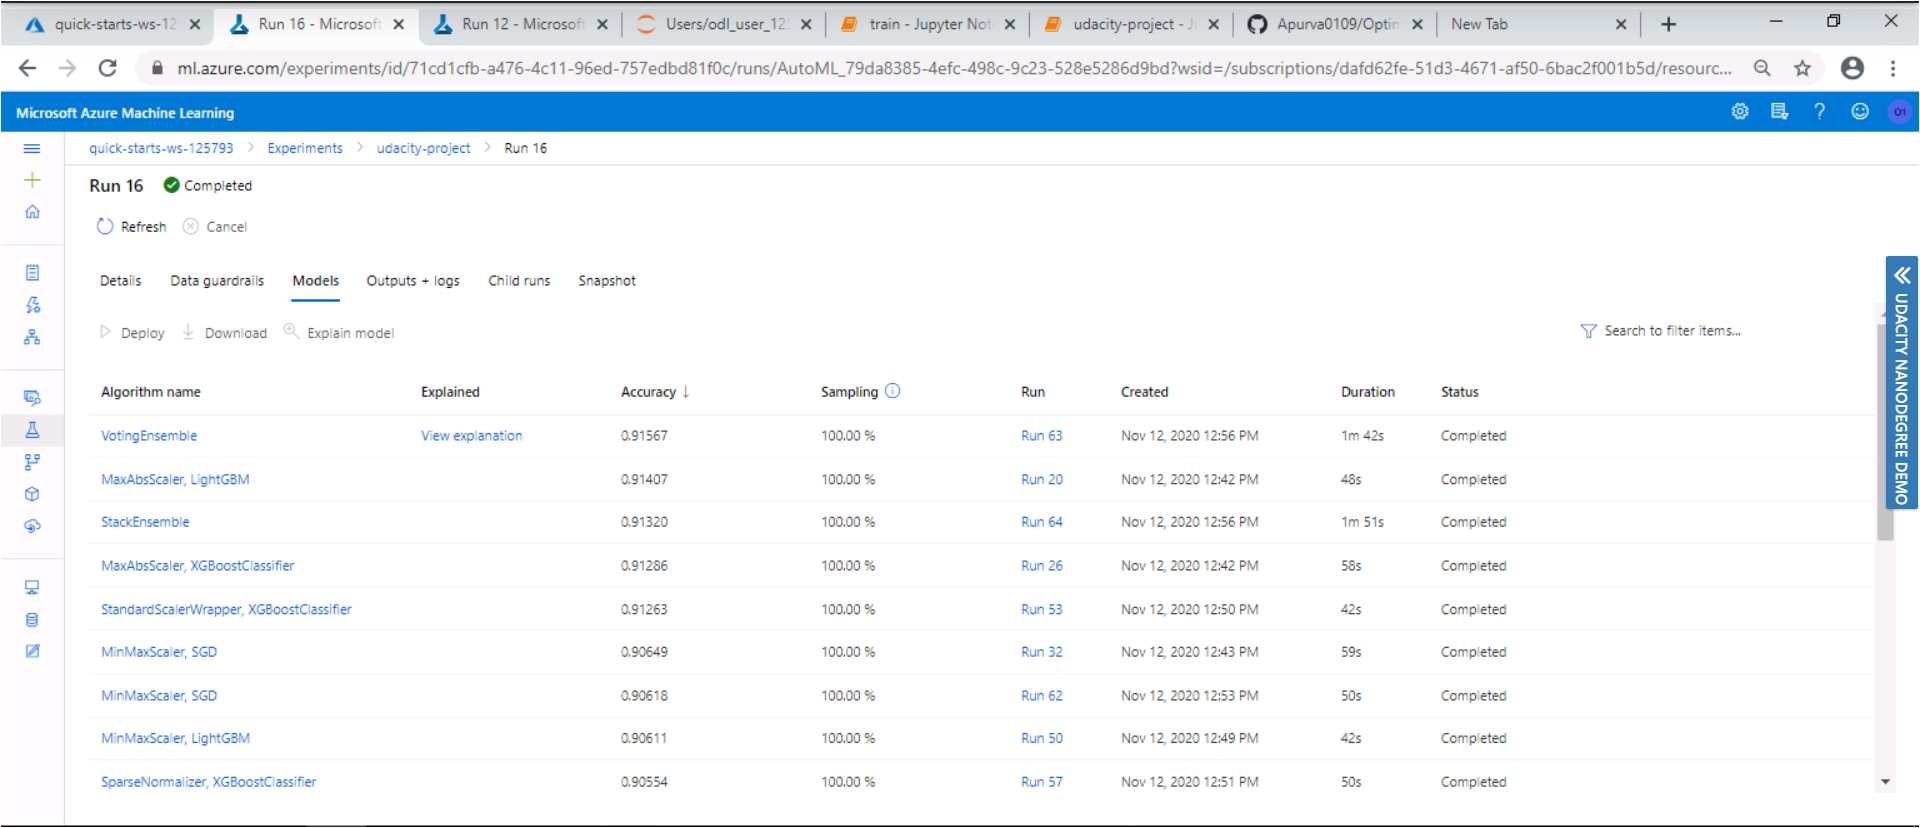 quick-starts-ws-12 Run 16 - Microsoft Run 12 - Microsoft Users/odl_user_12 train - Jupyter Not udacity-project - Ju Apurva0109/Optim New Tab
ml.azure.com/experiments/id/71cd1cfb-a476-4c11-96ed-757edbd81f0c/runs/AutoML_79da8385-4efc-498c-9c23-528e5286d9bd?wsid=/subscriptions/dafd62fe-51d3-4671-af50-6bac2f001b5d/resourc...
Microsoft Azure Machine Learning
quick-starts-ws-125793 > Experiments > udacity-project > Run 16
Run 16 Completed
Refresh Cancel
Details Data guardrails Models Outputs + logs Child runs Snapshot
Deploy Download Explain model Search to filter items...
Algorithm name Explained Accuracy ↓ Sampling Run Created Duration Status
VotingEnsemble View explanation 0.91567 100.00 % Run 63 Nov 12, 2020 12:56 PM 1m 42s Completed
MaxAbsScaler, LightGBM 0.91407 100.00 % Run 20 Nov 12, 2020 12:42 PM 48s Completed
StackEnsemble 0.91320 100.00 % Run 64 Nov 12, 2020 12:56 PM 1m 51s Completed
MaxAbsScaler, XGBoostClassifier 0.91286 100.00 % Run 26 Nov 12, 2020 12:42 PM 58s Completed
StandardScalerWrapper, XGBoostClassifier 0.91263 100.00 % Run 53 Nov 12, 2020 12:50 PM 42s Completed
MinMaxScaler, SGD 0.90649 100.00 % Run 32 Nov 12, 2020 12:43 PM 59s Completed
MinMaxScaler, SGD 0.90618 100.00 % Run 62 Nov 12, 2020 12:53 PM 50s Completed
MinMaxScaler, LightGBM 0.90611 100.00 % Run 50 Nov 12, 2020 12:49 PM 42s Completed
SparseNormalizer, XGBoostClassifier 0.90554 100.00 % Run 57 Nov 12, 2020 12:51 PM 50s Completed
UDACITY NANODEGREE DEMO